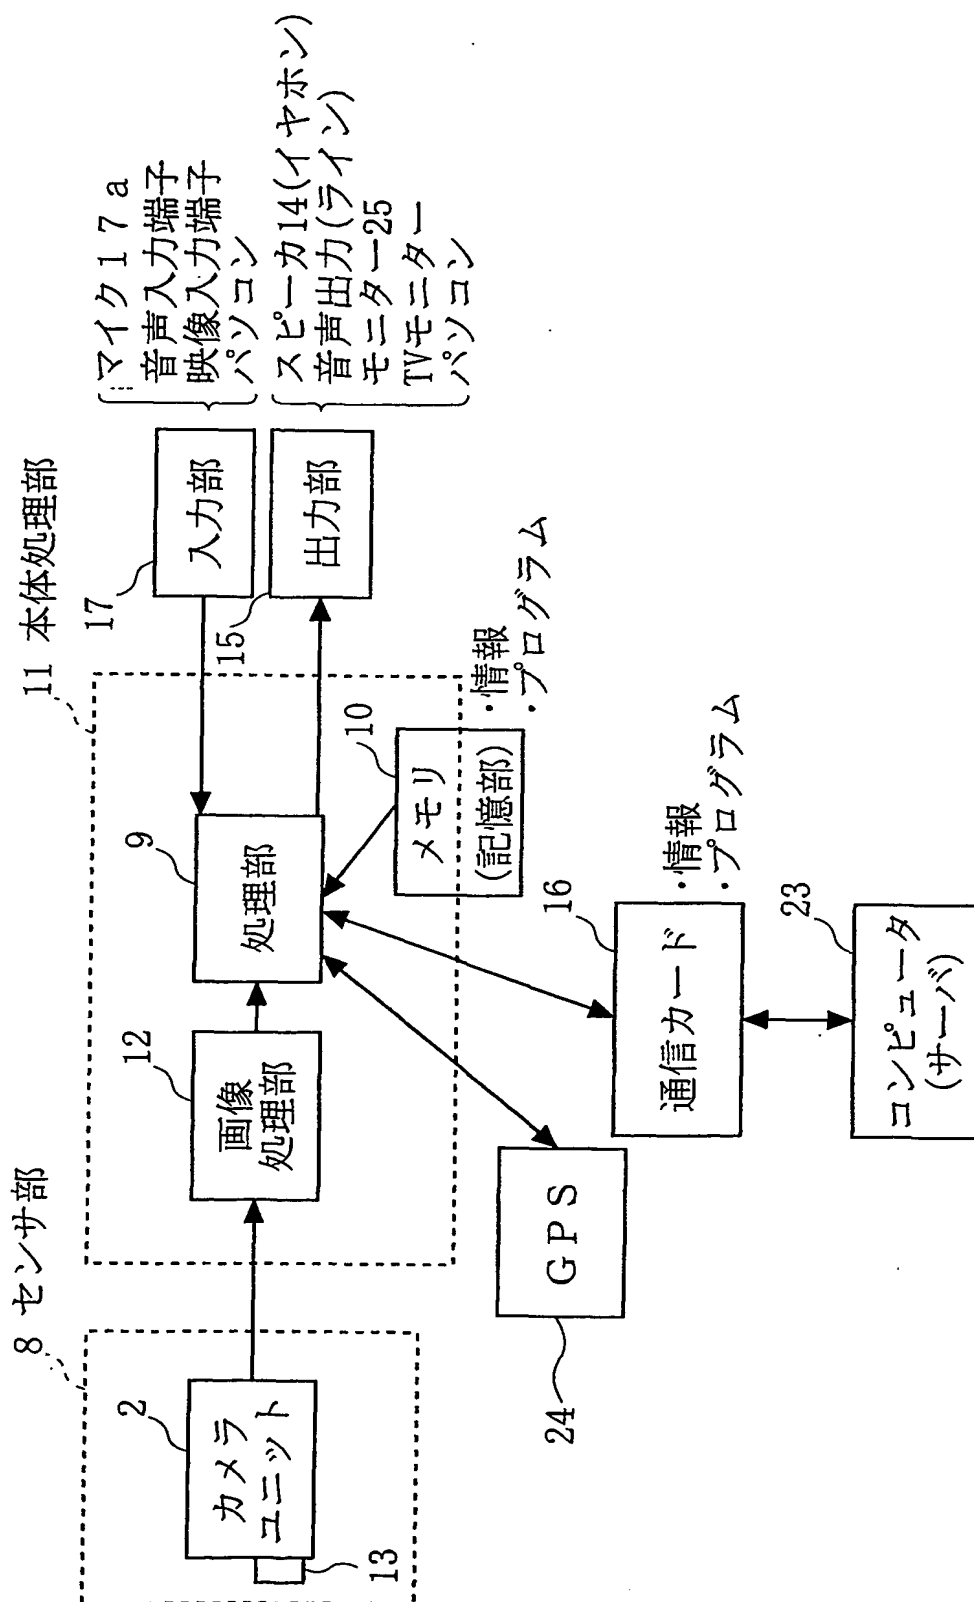 8 センサ部
2
カメラ
ユニット
13
11 本体処理部
12
画像
処理部
9
処理部
10
メモリ
(記憶部)
・情報
・プログラム
17
入力部
マイク17a
音声入力端子
映像入力端子
パソコン
15
出力部
スピーカ14(イヤホン)
音声出力(ライン)
モニター25
TVモニター
パソコン
24
GPS
16
通信カード
・情報
・プログラム
23
コンピュータ
(サーバ)